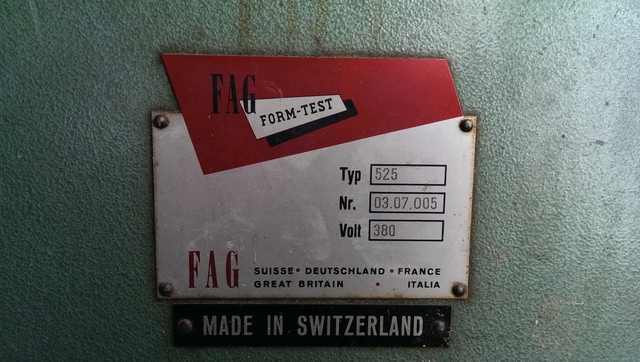 FAG
FORM-TEST
Typ 525
Nr. 03.07.005
Volt 380
FAG SUISSE • DEUTSCHLAND • FRANCE
GREAT BRITAIN • ITALIA
MADE IN SWITZERLAND